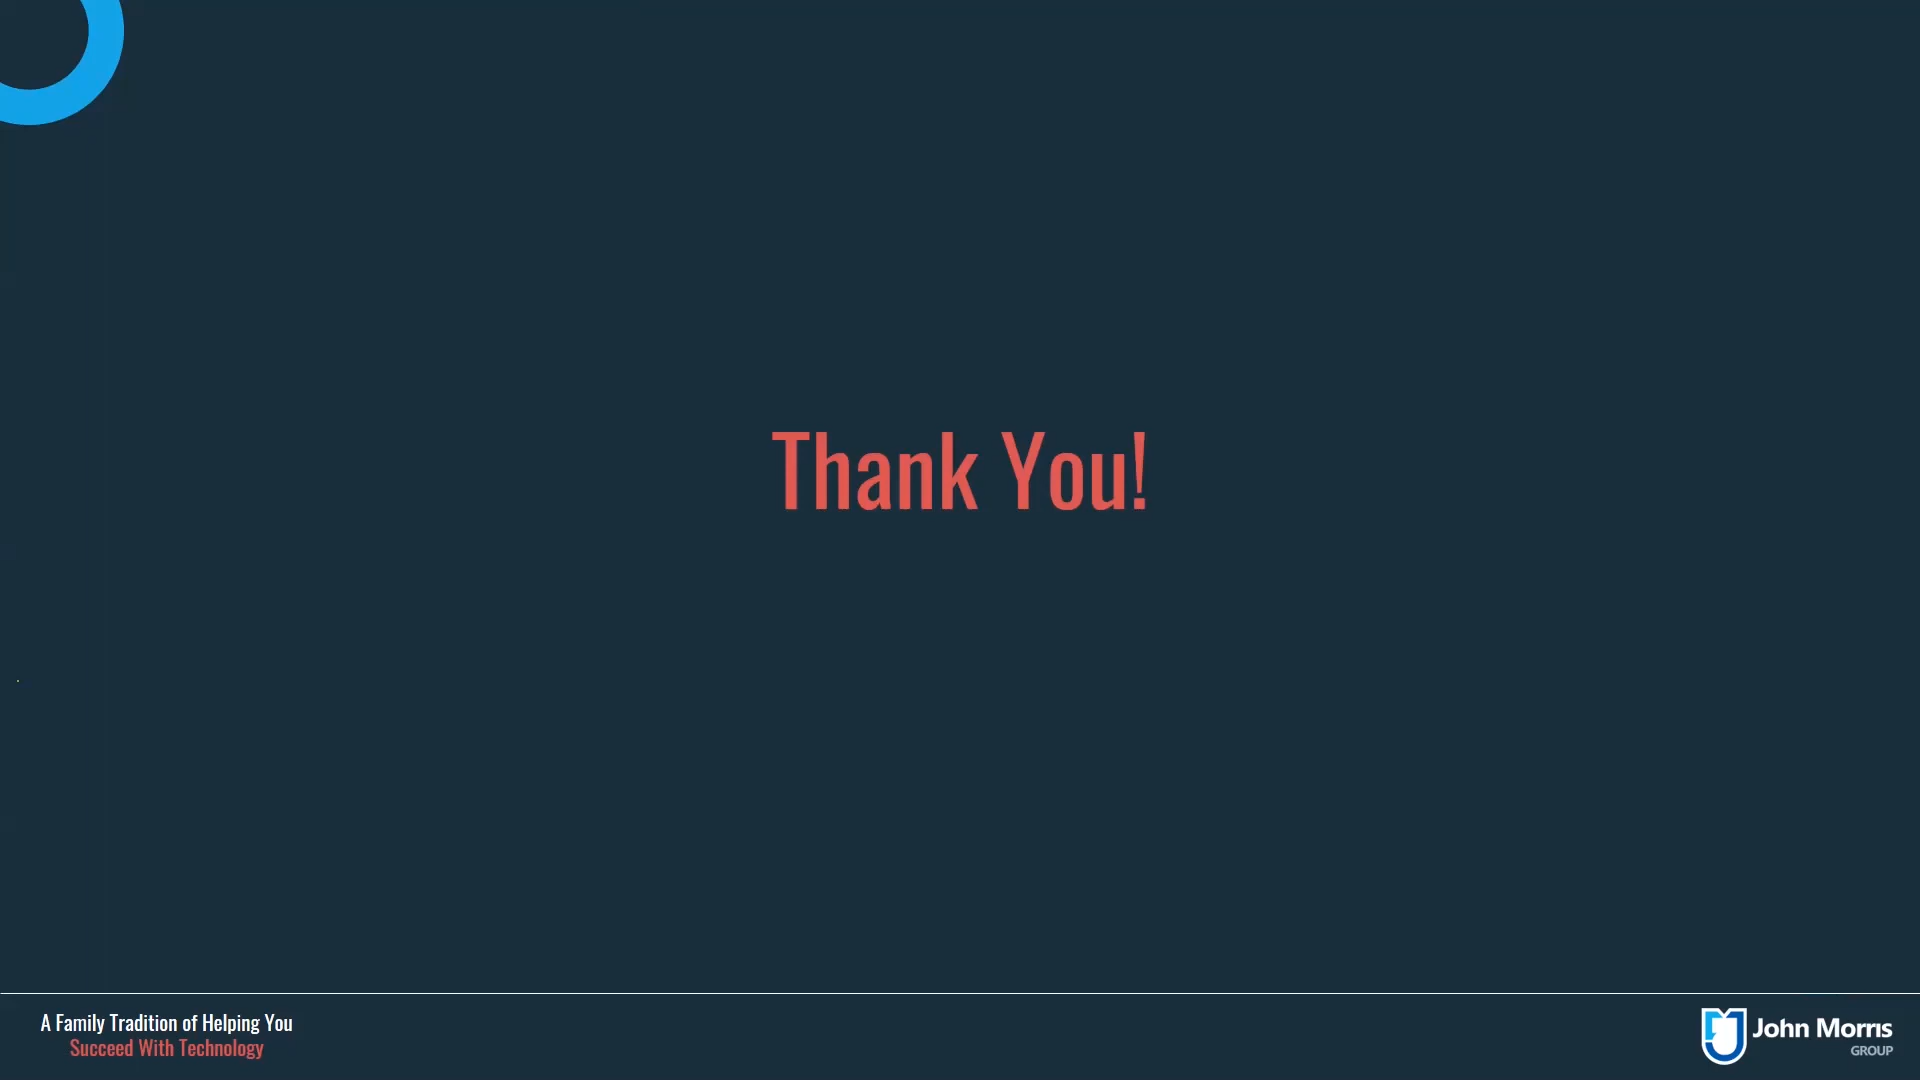 Thank You!
A Family Tradition of Helping You
Succeed With Technology
John Morris
GROUP